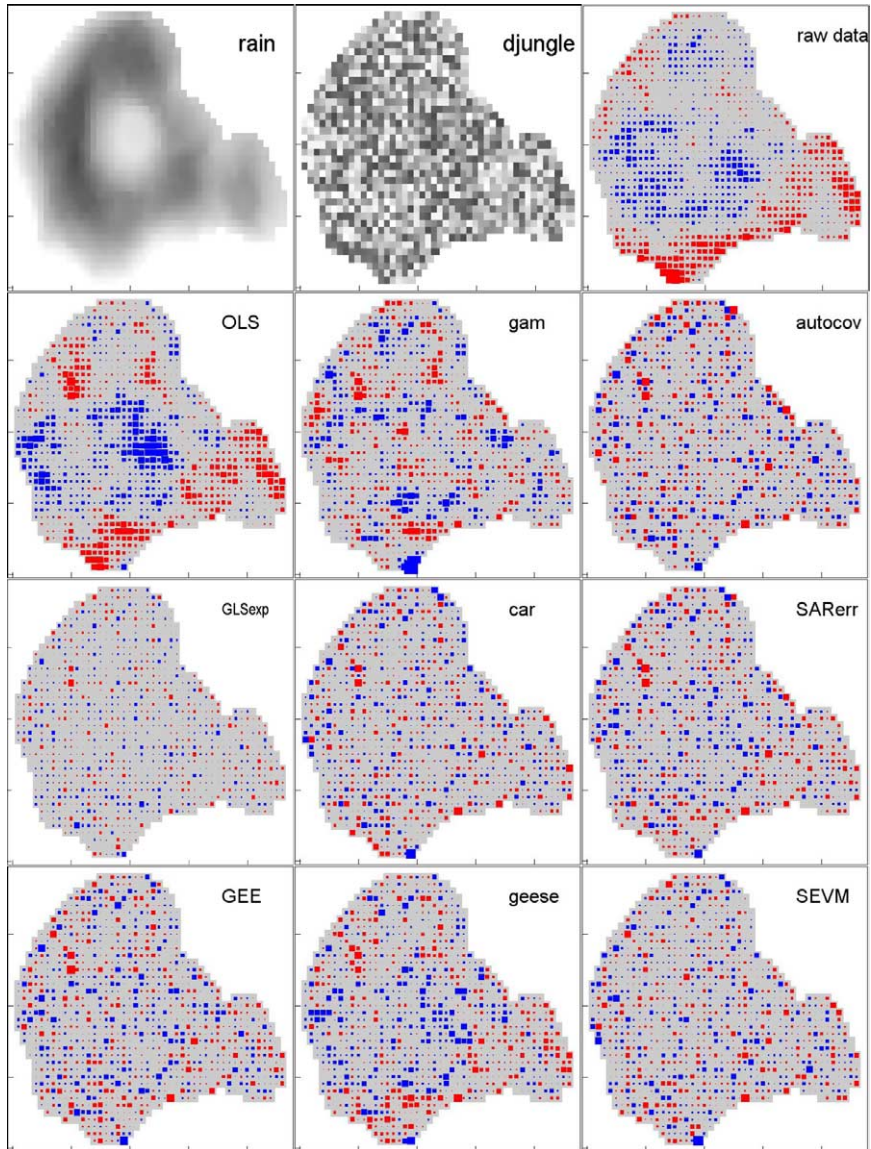 rain
djungle
raw data
OLS
gam
autocov
GLSexp
car
SARerr
GEE
geese
SEVM